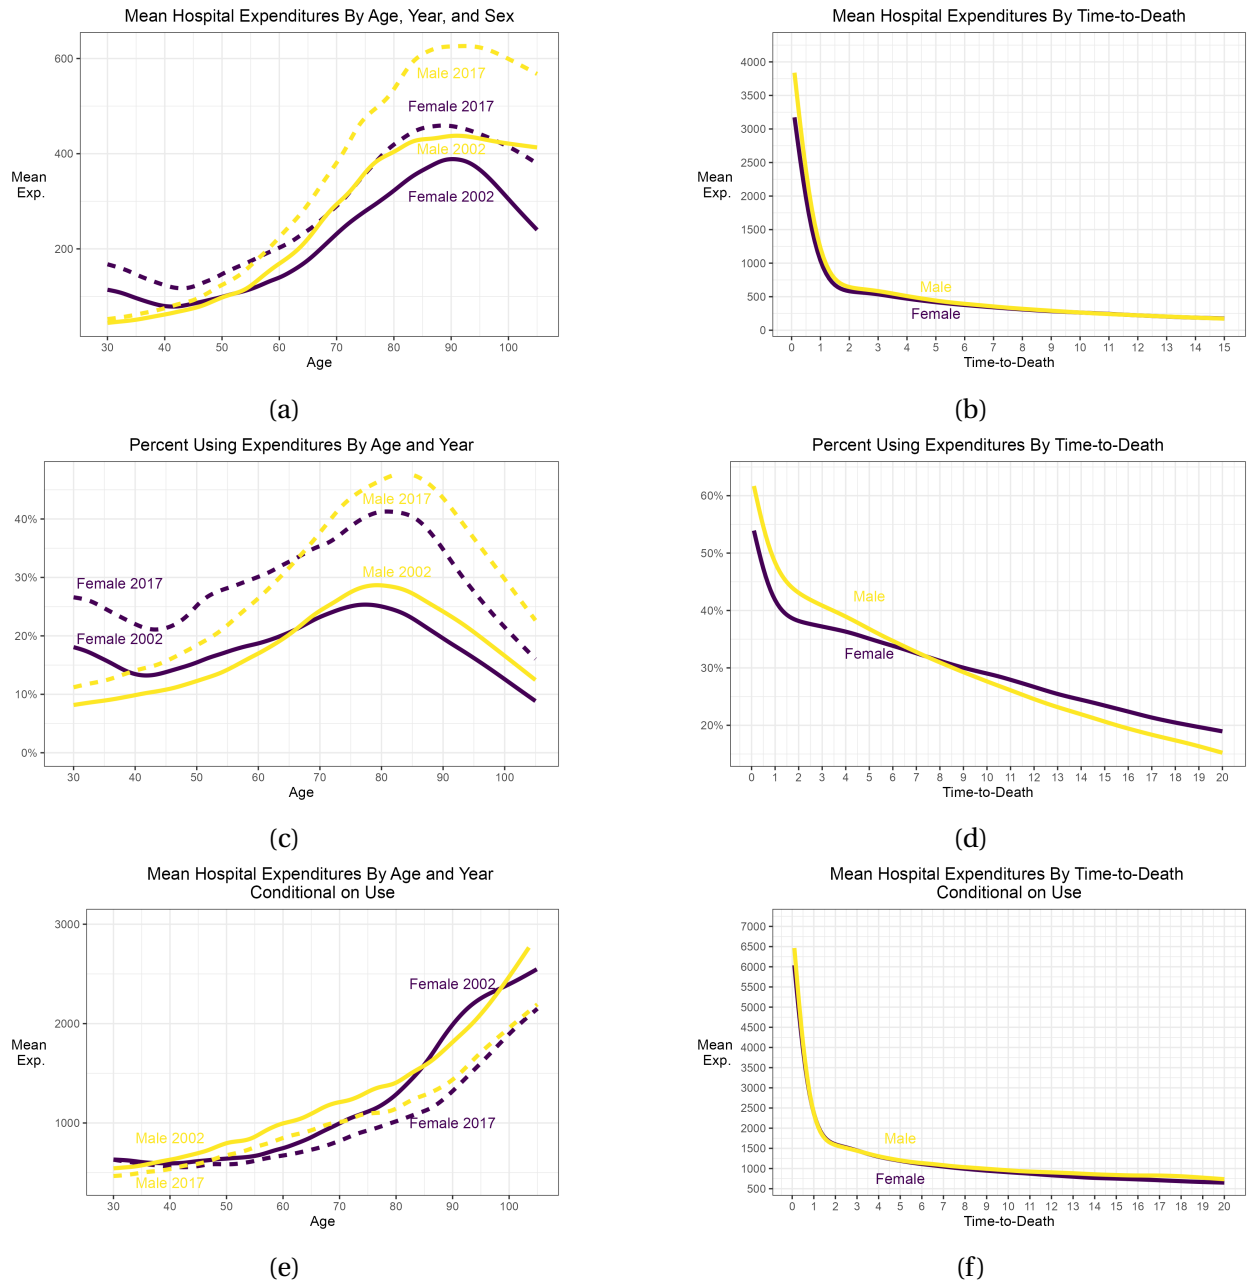 Mean Hospital Expenditures By Age, Year, and Sex
600
400
200
Mean
Exp.
Male 2017
Female 2017
Male 2002
Female 2002
30 40 50 60 70 80 90 100
Age
(a)
Mean Hospital Expenditures By Time-to-Death
4000
3500
3000
2500
2000
1500
1000
500
0
Mean
Exp.
Male
Female
0 1 2 3 4 5 6 7 8 9 10 11 12 13 14 15
Time-to-Death
(b)
Percent Using Expenditures By Age and Year
40%
30%
20%
10%
0%
Male 2017
Male 2002
Female 2017
Female 2002
30 40 50 60 70 80 90 100
Age
(c)
Percent Using Expenditures By Time-to-Death
60%
50%
40%
30%
20%
Male
Female
0 1 2 3 4 5 6 7 8 9 10 11 12 13 14 15 16 17 18 19 20
Time-to-Death
(d)
Mean Hospital Expenditures By Age and Year
Conditional on Use
3000
2000
1000
Mean
Exp.
Female 2002
Female 2017
Male 2002
Male 2017
30 40 50 60 70 80 90 100
Age
(e)
Mean Hospital Expenditures By Time-to-Death
Conditional on Use
7000
6500
6000
5500
5000
4500
4000
3500
3000
2500
2000
1500
1000
500
Mean
Exp.
Male
Female
0 1 2 3 4 5 6 7 8 9 10 11 12 13 14 15 16 17 18 19 20
Time-to-Death
(f)